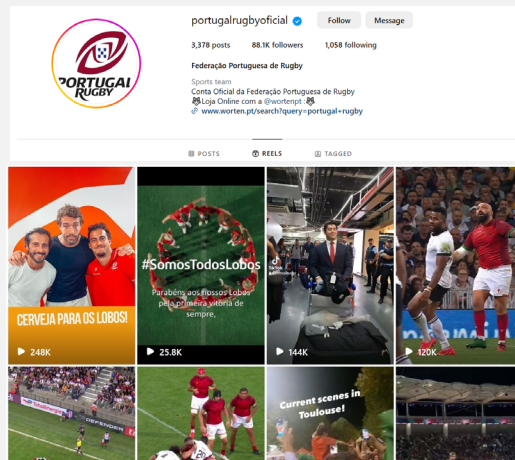 portugalrugbyoficial
Follow
Message
3,378 posts 88.1K followers 1,058 following
Federação Portuguesa de Rugby
Sports team
Conta Oficial da Federação Portuguesa de Rugby
🐺Loja Online com a @wortenpt :🐺
www.worten.pt/search?query=portugal+rugby
PORTUGAL
RUGBY
POSTS REELS TAGGED
CERVEJA PARA OS LOBOS!
248K
#SomosTodosLobos
Parabéns aos nossos Lobos
pela primeira vitória de
sempre,
25.8K
TikTok
144K
120K
Current scenes in
Toulouse!